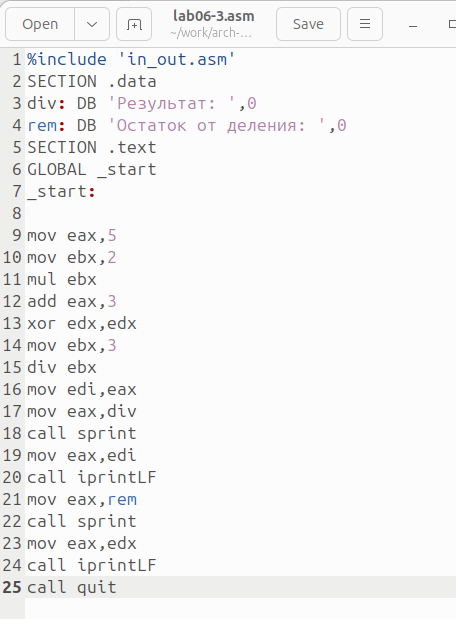 Open
lab06-3.asm
~/work/arch-...
Save
1 %include 'in_out.asm'
2 SECTION .data
3 div: DB 'Результат: ',0
4 rem: DB 'Остаток от деления: ',0
5 SECTION .text
6 GLOBAL _start
7 _start:
8
9 mov eax,5
10 mov ebx,2
11 mul ebx
12 add eax,3
13 xor edx,edx
14 mov ebx,3
15 div ebx
16 mov edi,eax
17 mov eax,div
18 call sprint
19 mov eax,edi
20 call iprintLF
21 mov eax,rem
22 call sprint
23 mov eax,edx
24 call iprintLF
25 call quit